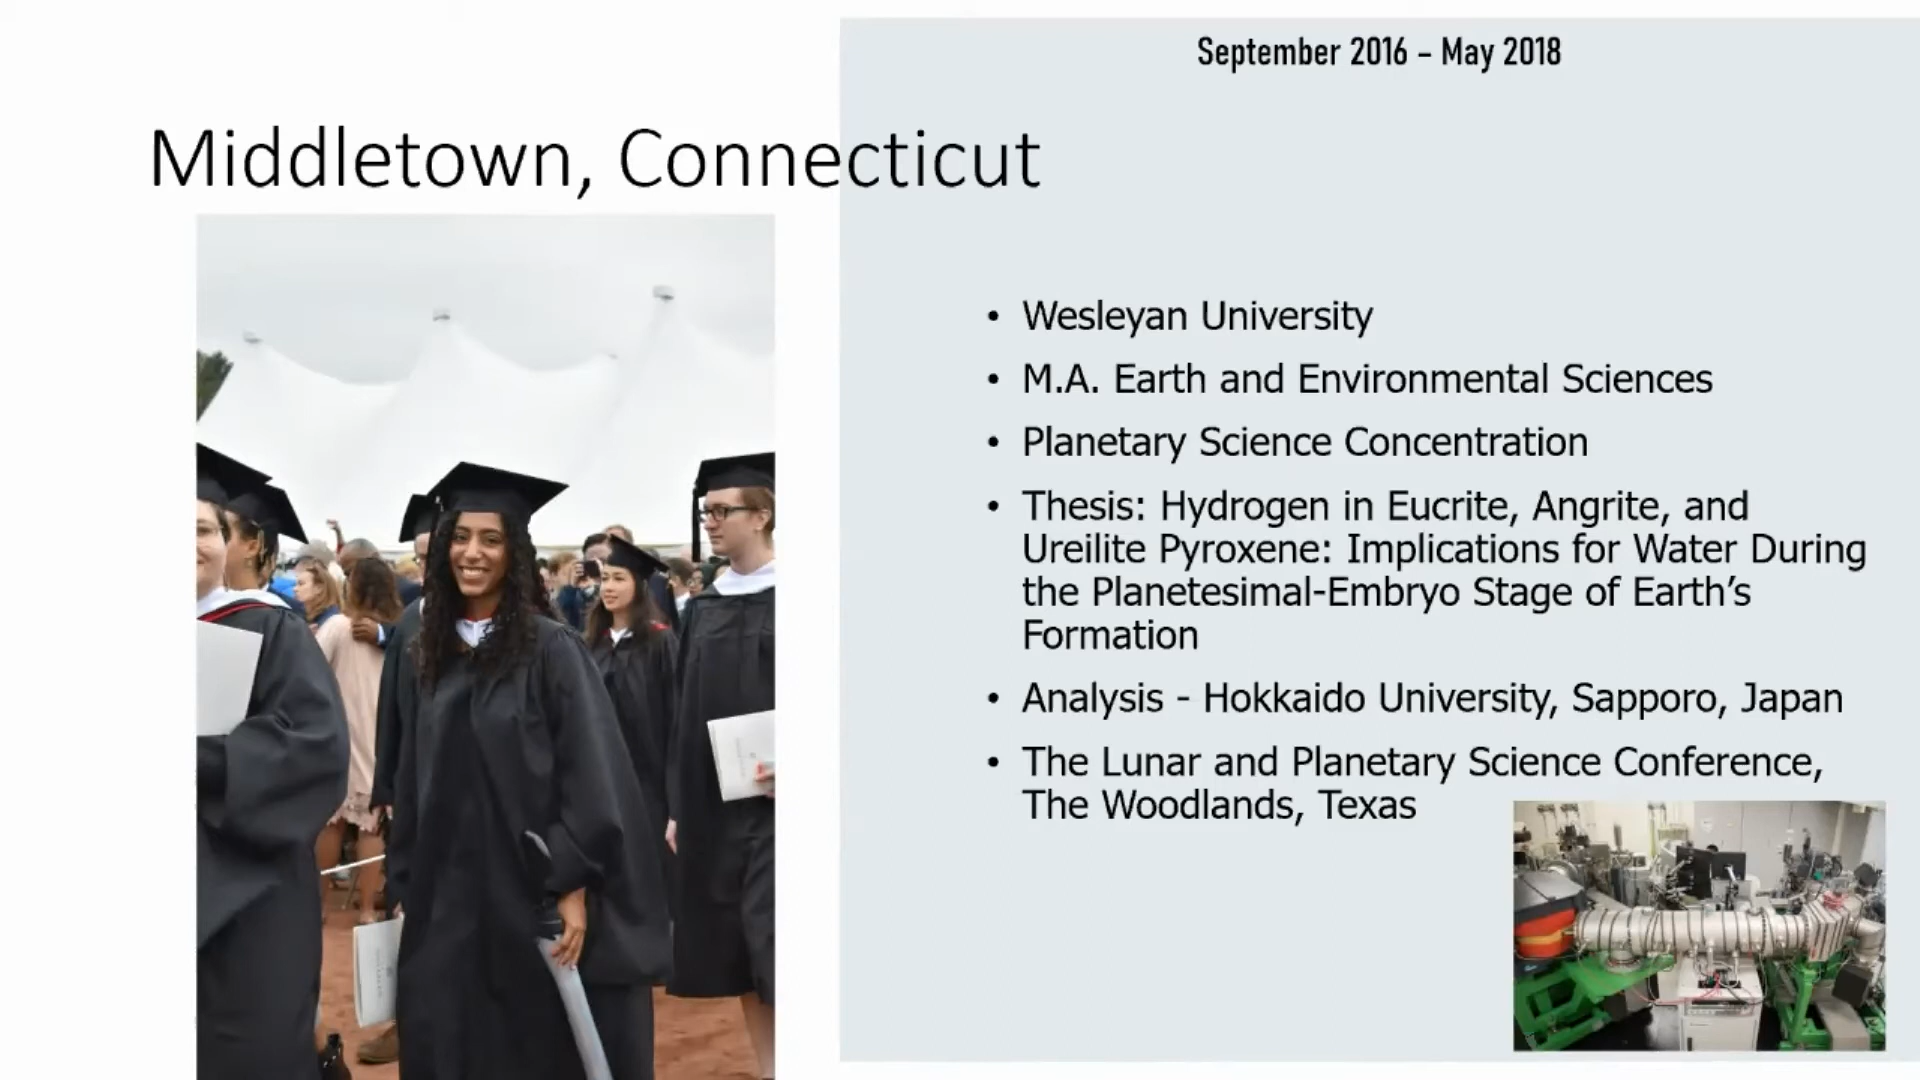 September 2016 – May 2018
Middletown, Connecticut
• Wesleyan University
• M.A. Earth and Environmental Sciences
• Planetary Science Concentration
• Thesis: Hydrogen in Eucrite, Angrite, and
Ureilite Pyroxene: Implications for Water During
the Planetesimal-Embryo Stage of Earth’s
Formation
• Analysis - Hokkaido University, Sapporo, Japan
• The Lunar and Planetary Science Conference,
The Woodlands, Texas